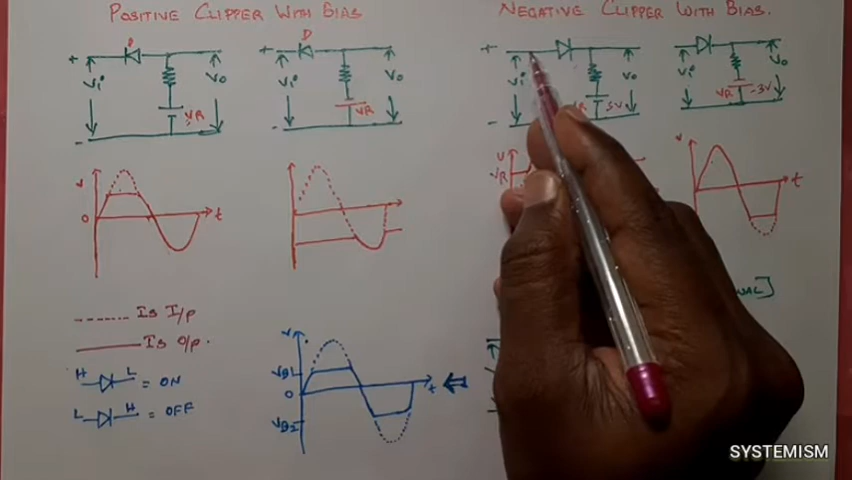 POSITIVE CLIPPER WITH BIAS
NEGATIVE CLIPPER WITH BIAS.
D
+
Vi
Vo
VR
-
D
+
Vi
Vo
VR
-
+
Vi
Vo
R
5V
-
Vi
Vo
VR
-3V
V
0
t
V
VR
V
t
------- Is I/p
Is O/p.
H L = ON
L H = OFF
V
VB1
0
VB2
t
SYSTEMISM